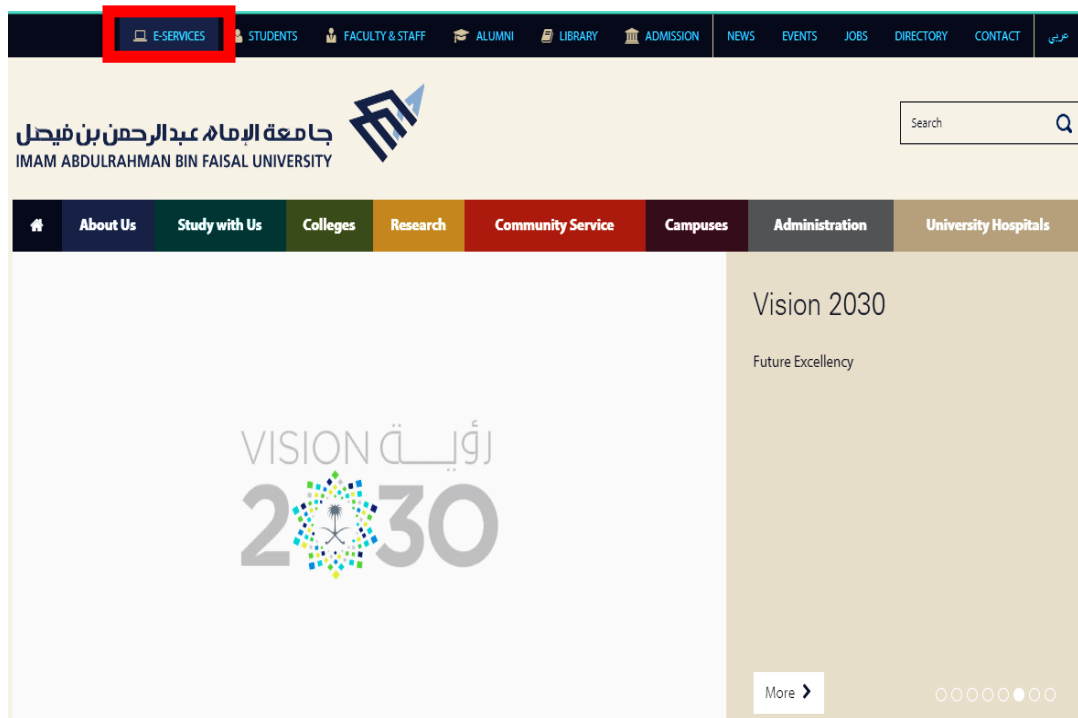 E-SERVICES STUDENTS FACULTY & STAFF ALUMNI LIBRARY ADMISSION NEWS EVENTS JOBS DIRECTORY CONTACT عربي
جامعة الإمام عبدالرحمن بن فيصل
IMAM ABDULRAHMAN BIN FAISAL UNIVERSITY
Search
About Us Study with Us Colleges Research Community Service Campuses Administration University Hospitals
Vision 2030
Future Excellency
VISION رؤيـــة
2030
More